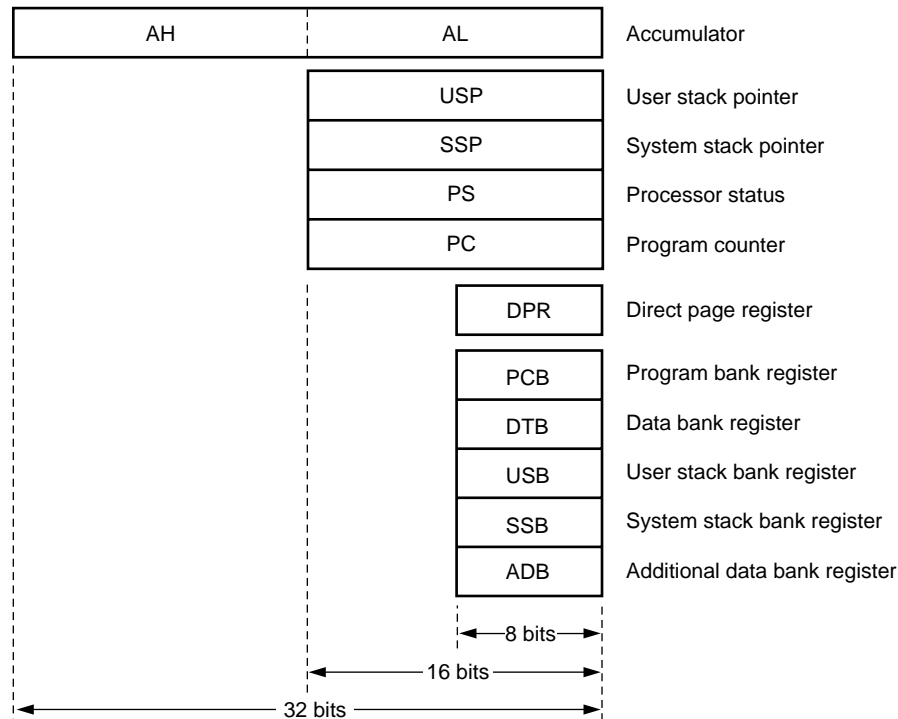 AH AL Accumulator
USP User stack pointer
SSP System stack pointer
PS Processor status
PC Program counter
DPR Direct page register
PCB Program bank register
DTB Data bank register
USB User stack bank register
SSB System stack bank register
ADB Additional data bank register
8 bits
16 bits
32 bits